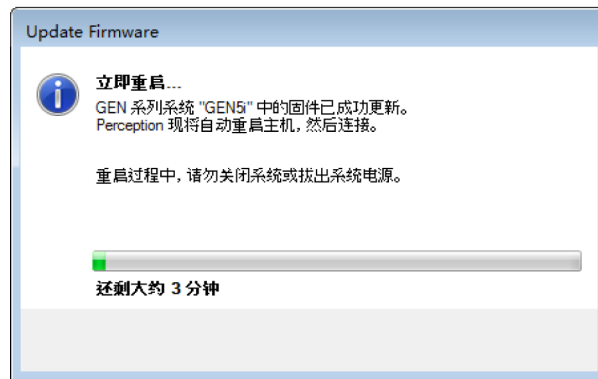 Update Firmware
立即重启...
GEN 系列系统 "GEN5i" 中的固件已成功更新。
Perception 现将自动重启主机, 然后连接。
重启过程中, 请勿关闭系统或拔出系统电源。
还剩大约 3 分钟